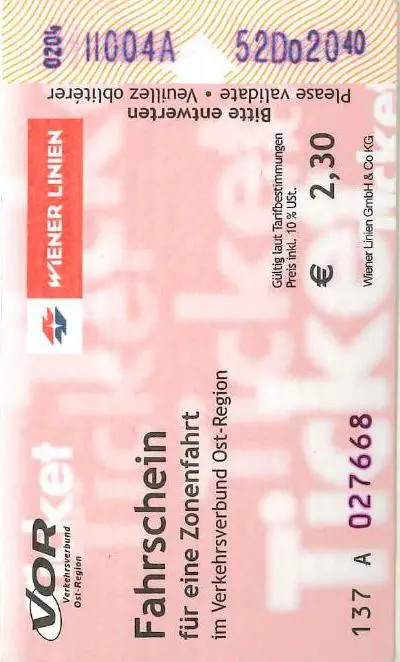 0204 11004A 52Do2040
Bitte entwerten
Please validate • Veuillez oblitérer
VOR
Verkehrsverbund
Ost-Region
WIENER LINIEN
Fahrschein
für eine Zonenfahrt
im Verkehrsverbund Ost-Region
Gültig laut Tarifbestimmungen
Preis inkl. 10% USt.
€ 2,30
137 A 027668
Wiener Linien GmbH & Co KG
Ticket